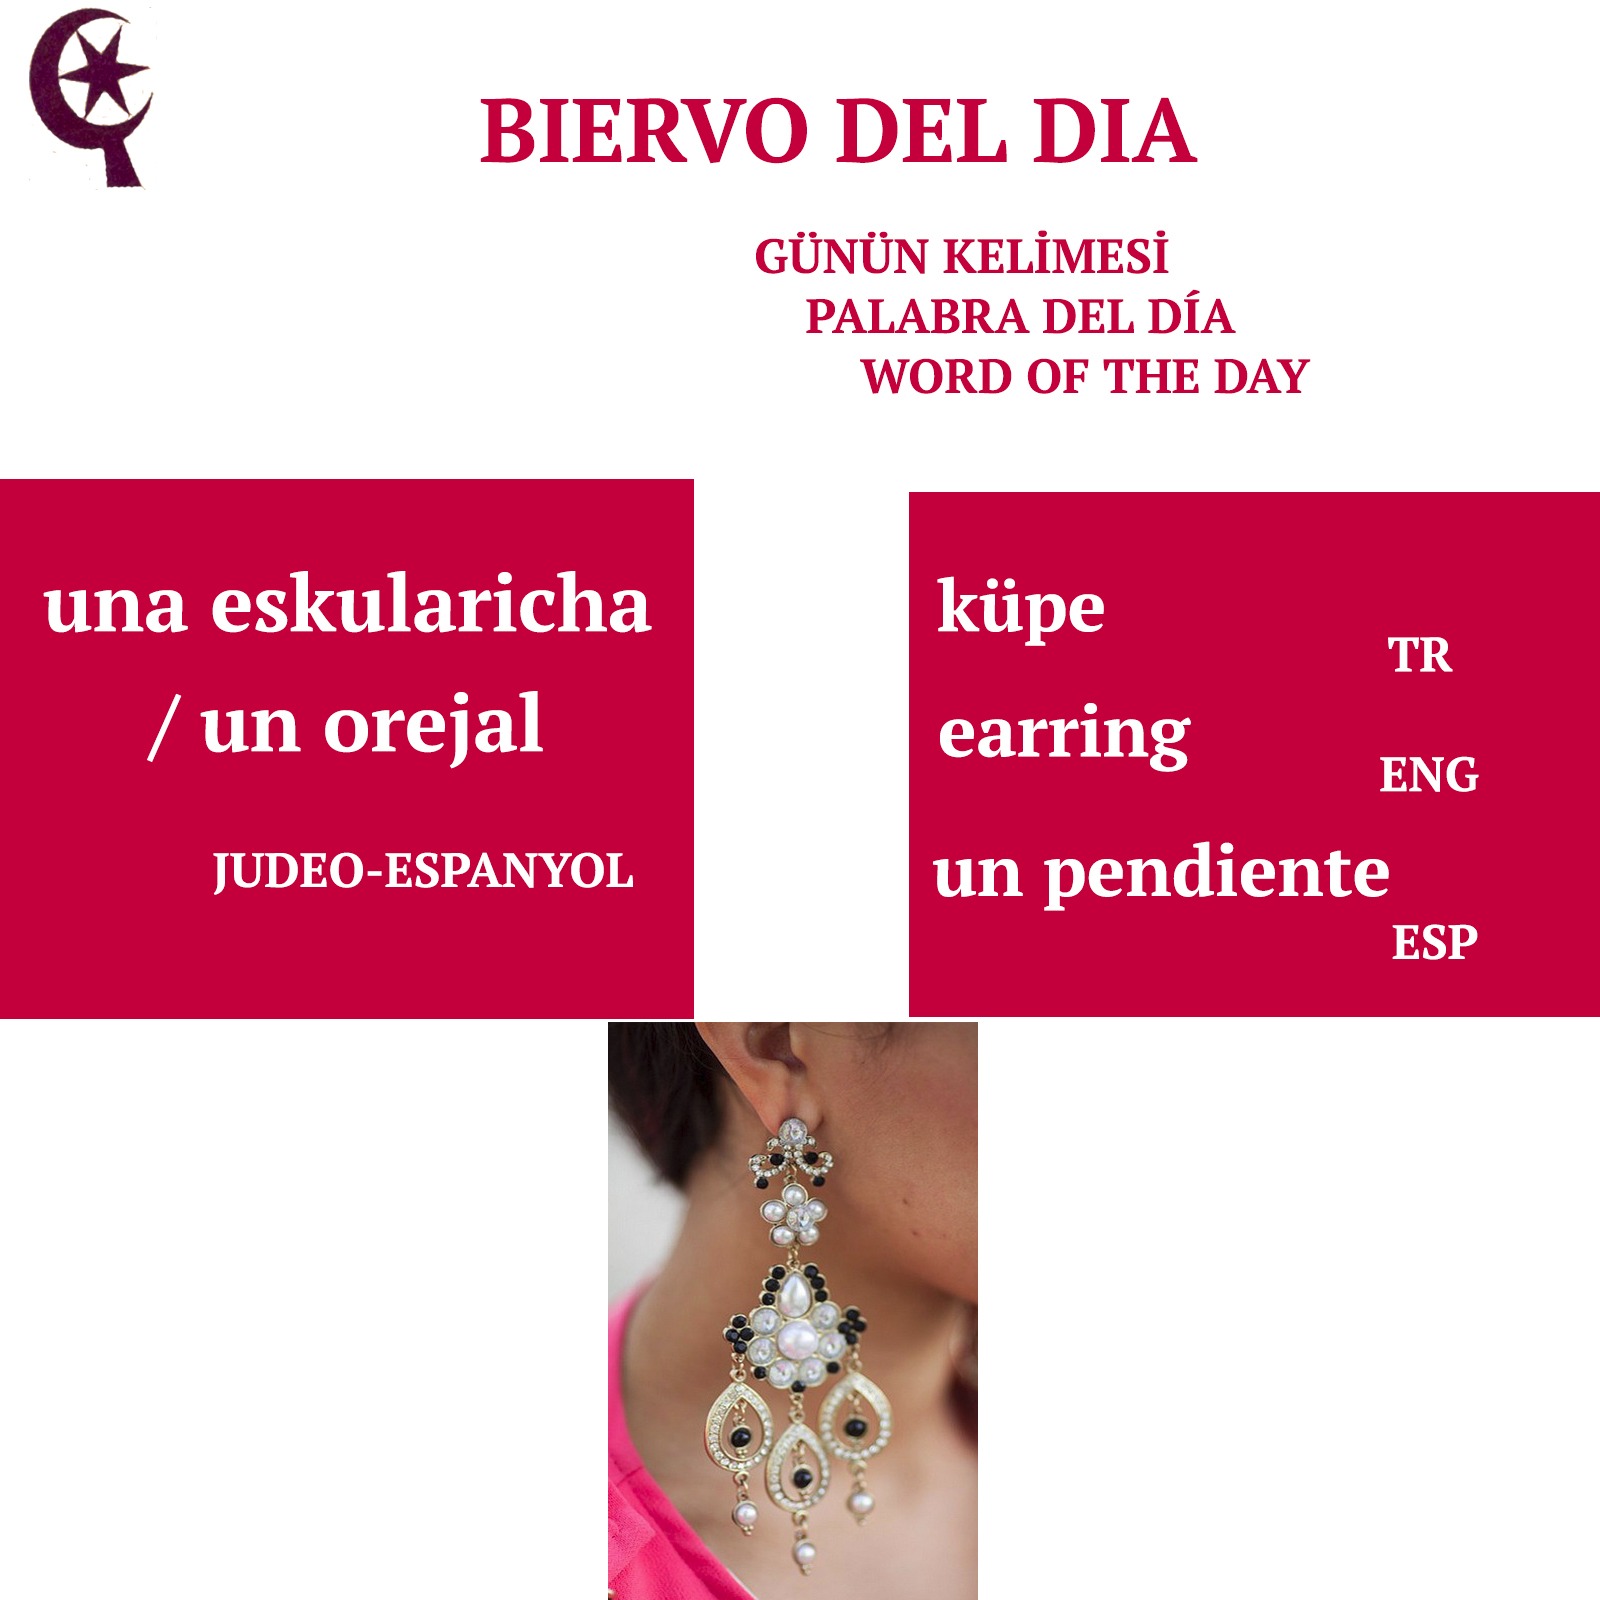 BIERVO DEL DIA
GÜNÜN KELİMESİ
PALABRA DEL DÍA
WORD OF THE DAY
una eskularicha
/ un orejal
JUDEO-ESPANYOL
küpe
TR
earring
ENG
un pendiente
ESP